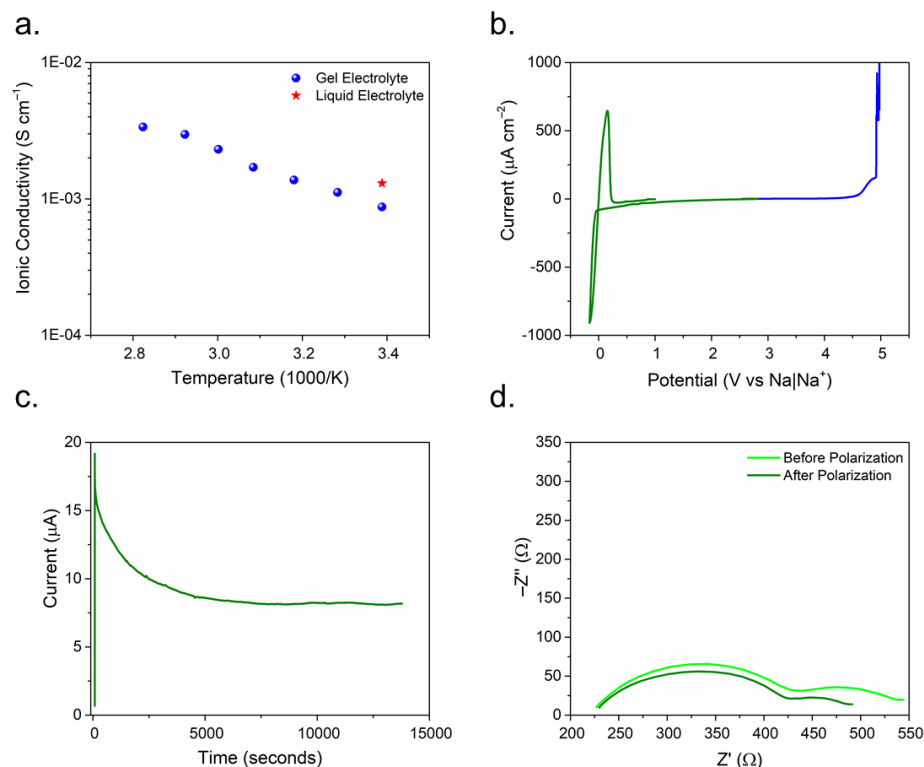 a.
1E-02
1E-03
1E-04
Ionic Conductivity (S cm⁻¹)
Gel Electrolyte
Liquid Electrolyte
2.8 3.0 3.2 3.4
Temperature (1000/K)
b.
1000
500
0
-500
-1000
Current (μA cm⁻²)
0 1 2 3 4 5
Potential (V vs Na|Na⁺)
c.
20
15
10
5
0
Current (μA)
0 5000 10000 15000
Time (seconds)
d.
350
300
250
200
150
100
50
0
−Z" (Ω)
Before Polarization
After Polarization
200 250 300 350 400 450 500 550
Z' (Ω)